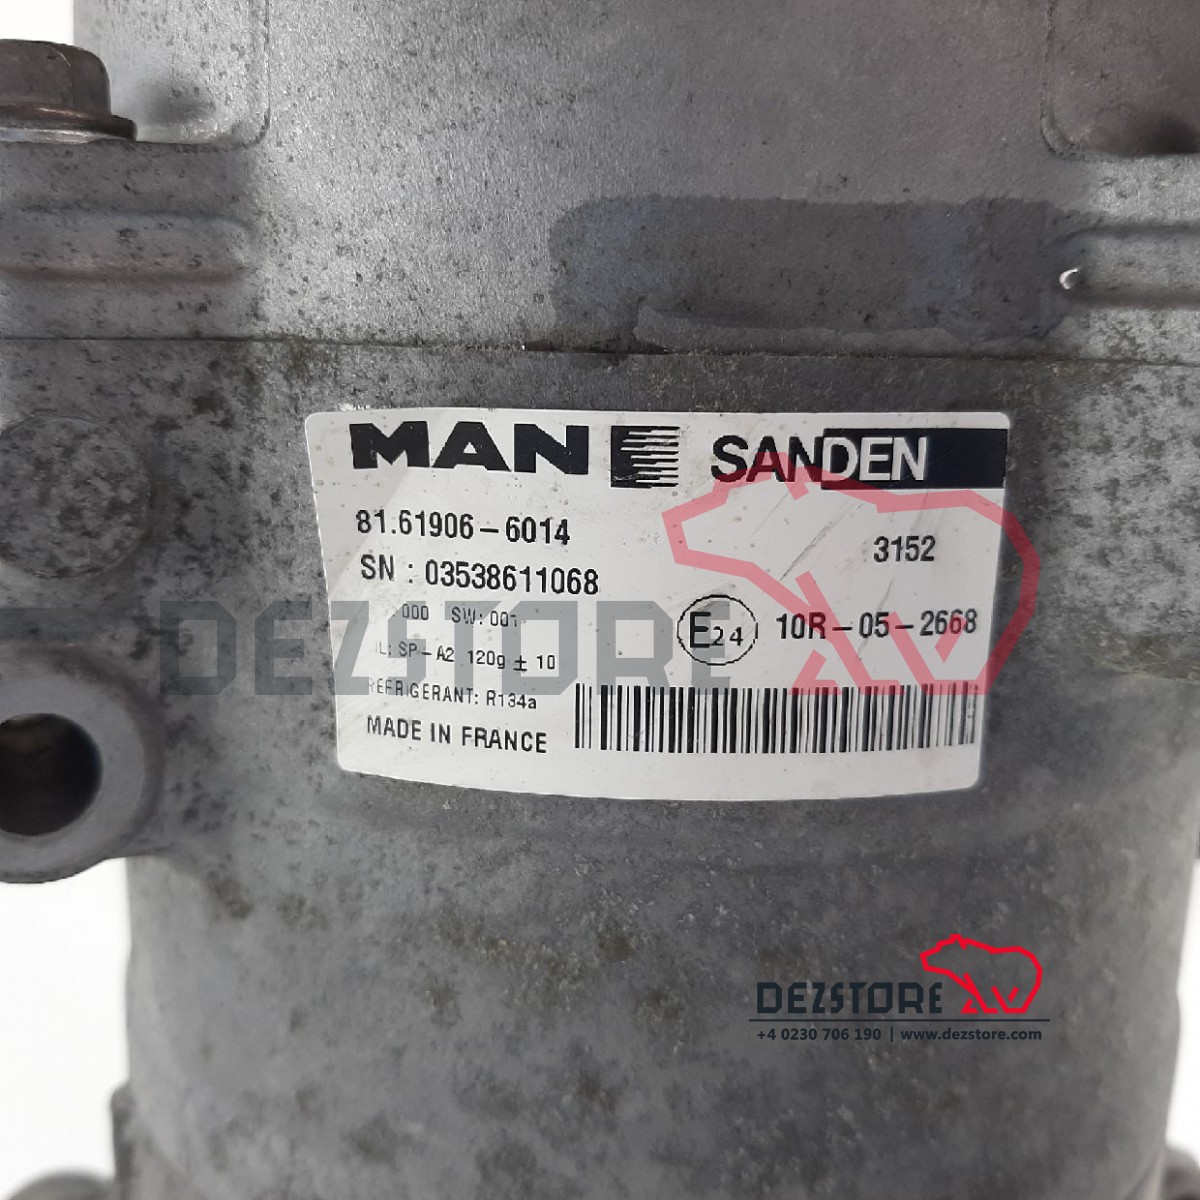 MAN SANDEN
81.61906-6014
3152
SN : 03538611068
000 SW: 001
E24 10R-05-2668
IL: SP-A2 120g ± 10
REFRIGERANT: R134a
MADE IN FRANCE
DEZSTORE
DEZSTORE
+4 0230 706 190 | www.dezstore.com